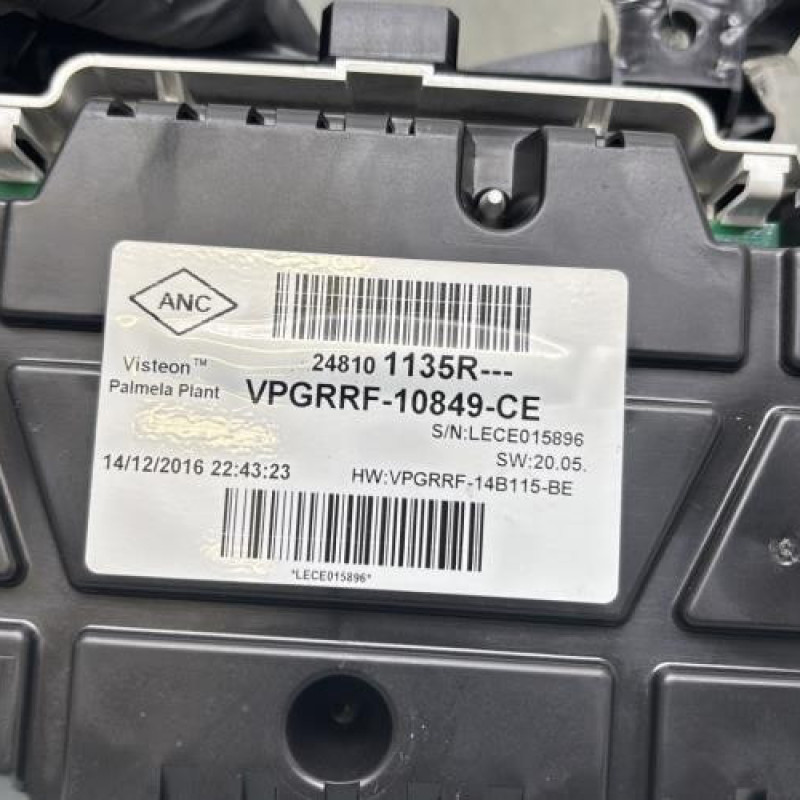 ANC
24810 1135R---
Visteon™
Palmela Plant
VPGRRF-10849-CE
S/N:LECE015896
SW:20.05.
14/12/2016 22:43:23
HW:VPGRRF-14B115-BE
*LECE015896*